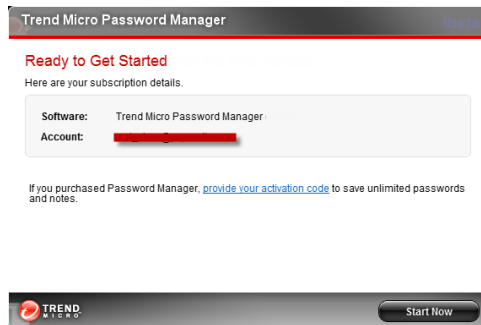 Trend Micro Password Manager
Ready to Get Started
Here are your subscription details.
Software: Trend Micro Password Manager
Account:
If you purchased Password Manager, provide your activation code to save unlimited passwords
and notes.
TREND
MICRO
Start Now